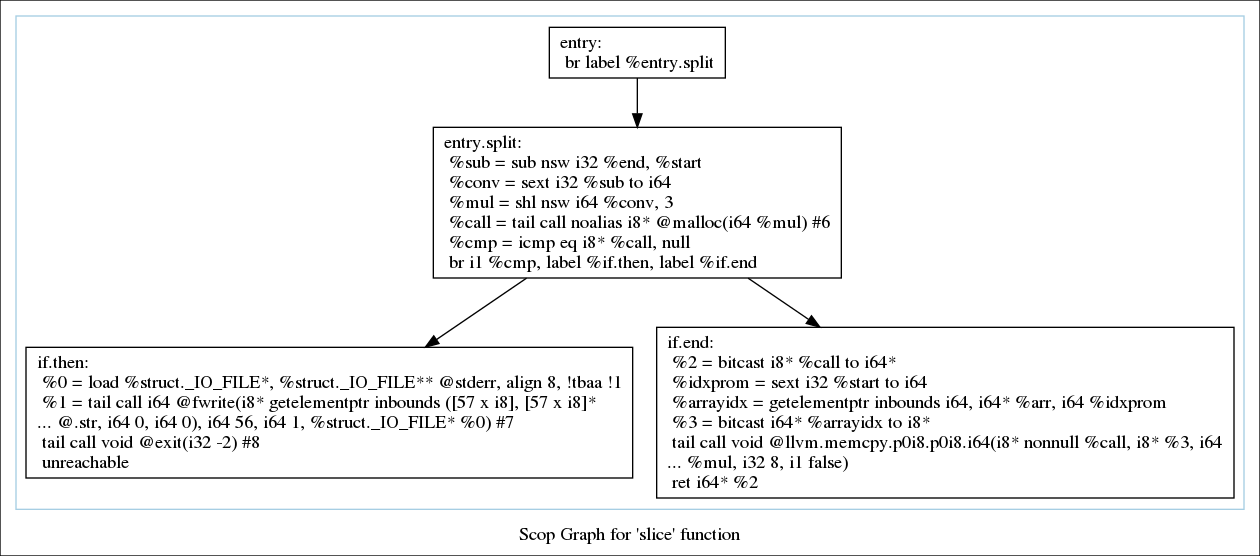 entry:
br label %entry.split
entry.split:
%sub = sub nsw i32 %end, %start
%conv = sext i32 %sub to i64
%mul = shl nsw i64 %conv, 3
%call = tail call noalias i8* @malloc(i64 %mul) #6
%cmp = icmp eq i8* %call, null
br i1 %cmp, label %if.then, label %if.end
if.then:
%0 = load %struct._IO_FILE*, %struct._IO_FILE** @stderr, align 8, !tbaa !1
%1 = tail call i64 @fwrite(i8* getelementptr inbounds ([57 x i8], [57 x i8]*
... @.str, i64 0, i64 0), i64 56, i64 1, %struct._IO_FILE* %0) #7
tail call void @exit(i32 -2) #8
unreachable
if.end:
%2 = bitcast i8* %call to i64*
%idxprom = sext i32 %start to i64
%arrayidx = getelementptr inbounds i64, i64* %arr, i64 %idxprom
%3 = bitcast i64* %arrayidx to i8*
tail call void @llvm.memcpy.p0i8.p0i8.i64(i8* nonnull %call, i8* %3, i64
... %mul, i32 8, i1 false)
ret i64* %2
Scop Graph for 'slice' function